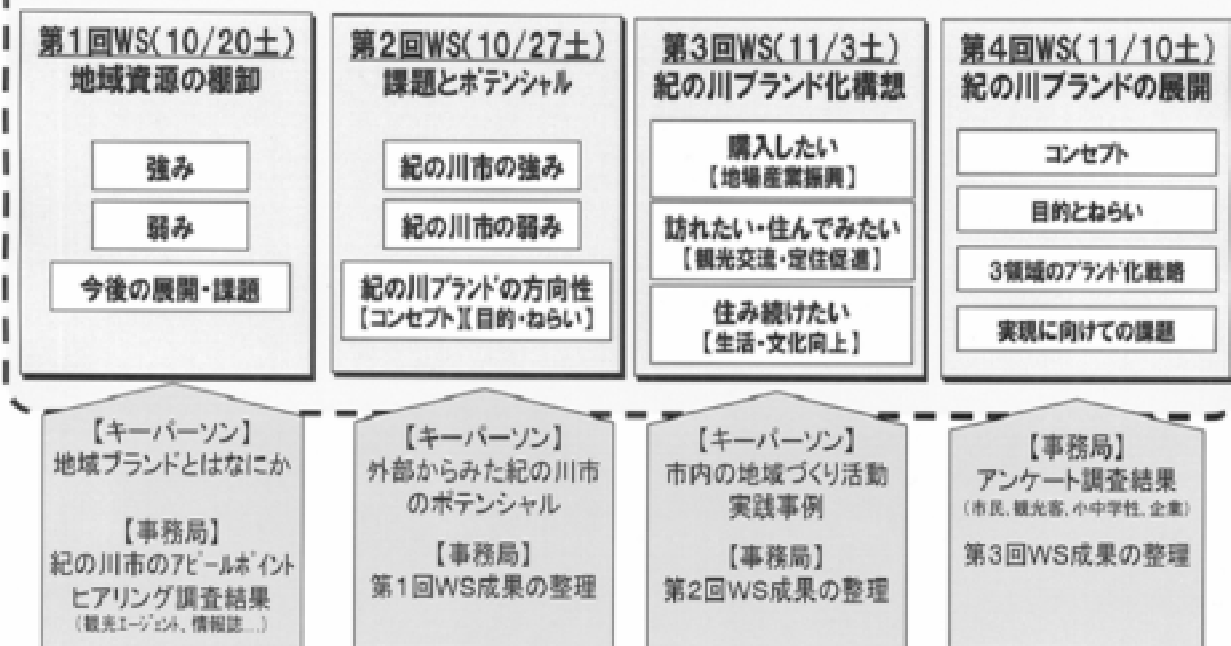 第1回WS(10/20土)
地域資源の棚卸
強み
弱み
今後の展開・課題
第2回WS(10/27土)
課題とポテンシャル
紀の川市の強み
紀の川市の弱み
紀の川ブランドの方向性
【コンセプト】【目的・ねらい】
第3回WS(11/3土)
紀の川ブランド化構想
購入したい
【地場産業振興】
訪れたい・住んでみたい
【観光交流・定住促進】
住み続けたい
【生活・文化向上】
第4回WS(11/10土)
紀の川ブランドの展開
コンセプト
目的とねらい
3領域のブランド化戦略
実現に向けての課題
【キーパーソン】
地域ブランドとはなにか
【事務局】
紀の川市のアピールポイント
ヒアリング調査結果
(観光エージェント、情報誌...)
【キーパーソン】
外部からみた紀の川市
のポテンシャル
【事務局】
第1回WS成果の整理
【キーパーソン】
市内の地域づくり活動
実践事例
【事務局】
第2回WS成果の整理
【事務局】
アンケート調査結果
(市民、観光客、小中学性、企業)
第3回WS成果の整理